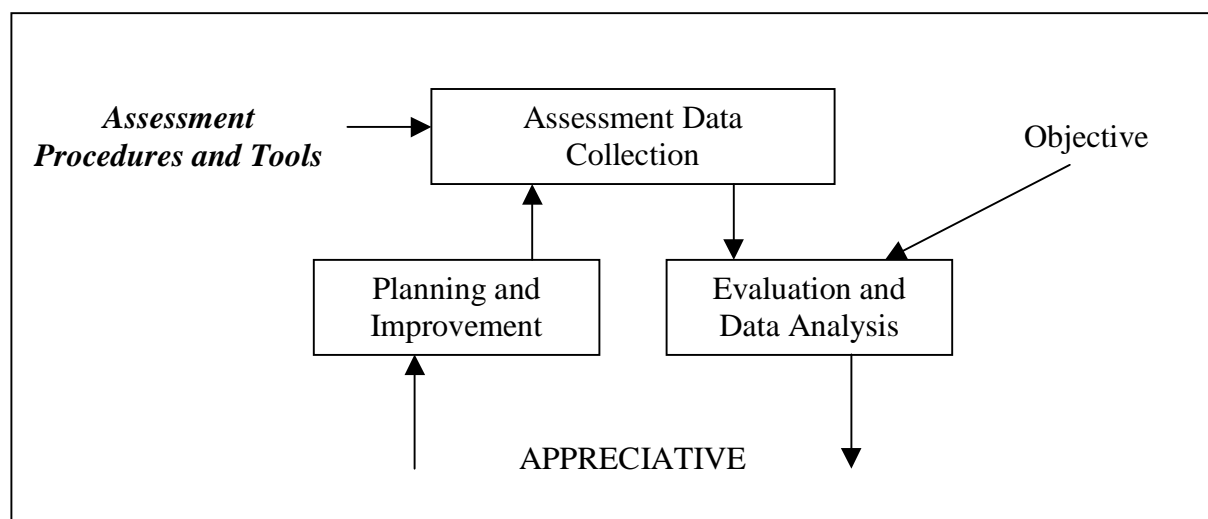 Assessment
Procedures and Tools
Assessment Data
Collection
Objective
Planning and
Improvement
Evaluation and
Data Analysis
APPRECIATIVE